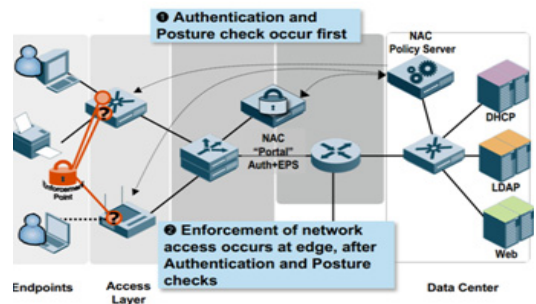 ❶ Authentication and
Posture check occur first
NAC
Policy Server
?
DHCP
NAC
"Portal"
Auth+EPS
LDAP
Enforcement
Point
?
❷ Enforcement of network
access occurs at edge, after
Authentication and Posture
checks
Web
Endpoints
Access
Layer
Data Center